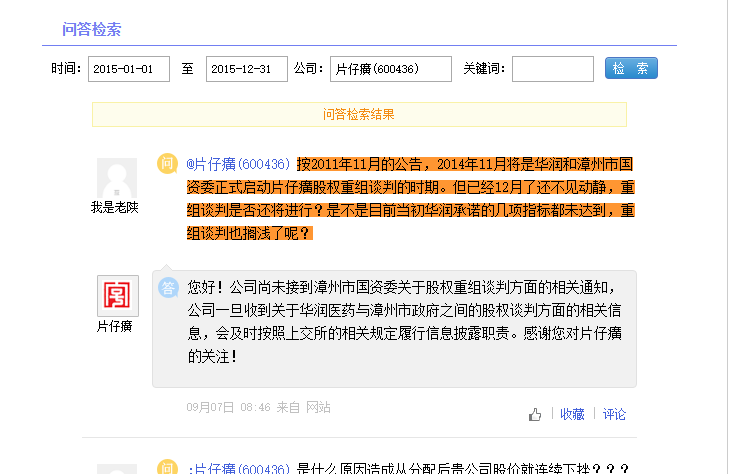 问答检索
时间： 2015-01-01 至 2015-12-31 公司： 片仔癀(600436) 关键词： 检 索
问答检索结果
问 @片仔癀(600436) 按2011年11月的公告，2014年11月将是华润和漳州市国
资委正式启动片仔癀股权重组谈判的时期。但已经12月了还不见动静，重
组谈判是否还将进行？是不是目前当初华润承诺的几项指标都未达到，重
组谈判也搁浅了呢？
我是老陕
答 您好！公司尚未接到漳州市国资委关于股权重组谈判方面的相关通知，
公司一旦收到关于华润医药与漳州市政府之间的股权谈判方面的相关信
息，会及时按照上交所的相关规定履行信息披露职责。感谢您对片仔癀
的关注！
片仔癀
09月07日 08:46 来自 网站
收藏 评论
问 :片仔癀(600436) 是什么原因造成从分配后贵公司股价就连续下挫？？？